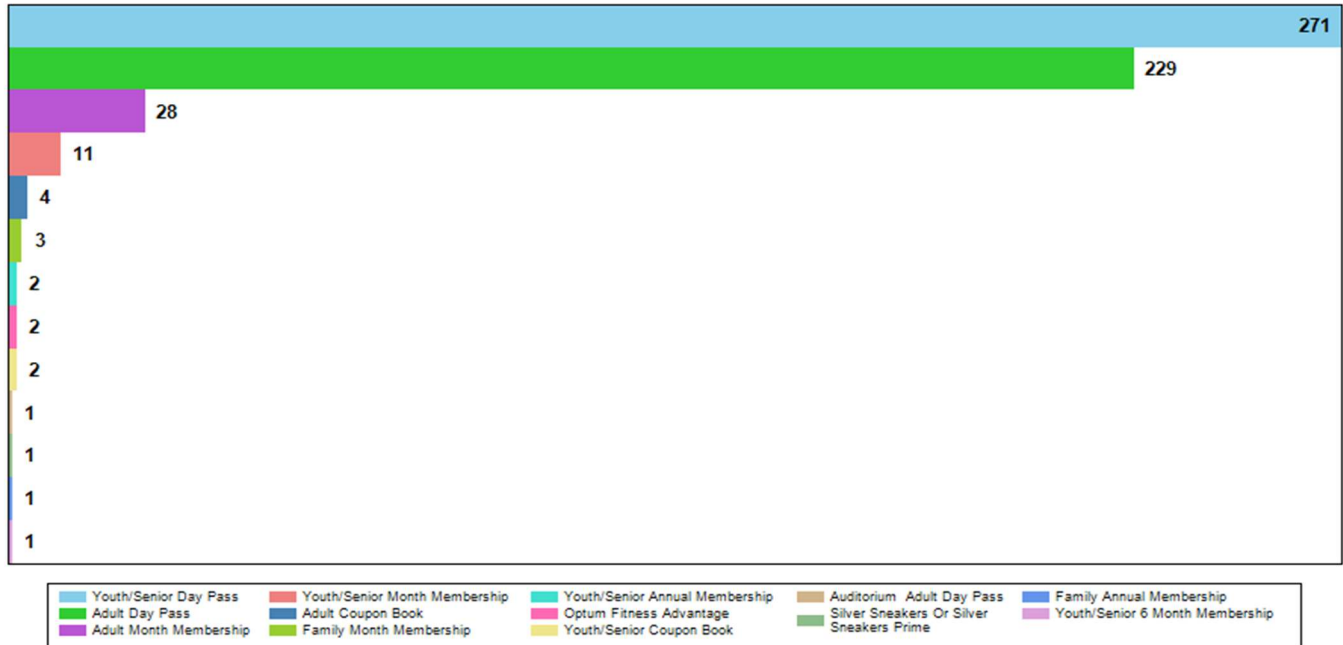 271
229
28
11
4
3
2
2
2
1
1
1
1
Youth/Senior Day Pass
Adult Day Pass
Adult Month Membership
Youth/Senior Month Membership
Adult Coupon Book
Family Month Membership
Youth/Senior Annual Membership
Optum Fitness Advantage
Youth/Senior Coupon Book
Auditorium Adult Day Pass
Silver Sneakers Or Silver
Sneakers Prime
Family Annual Membership
Youth/Senior 6 Month Membership